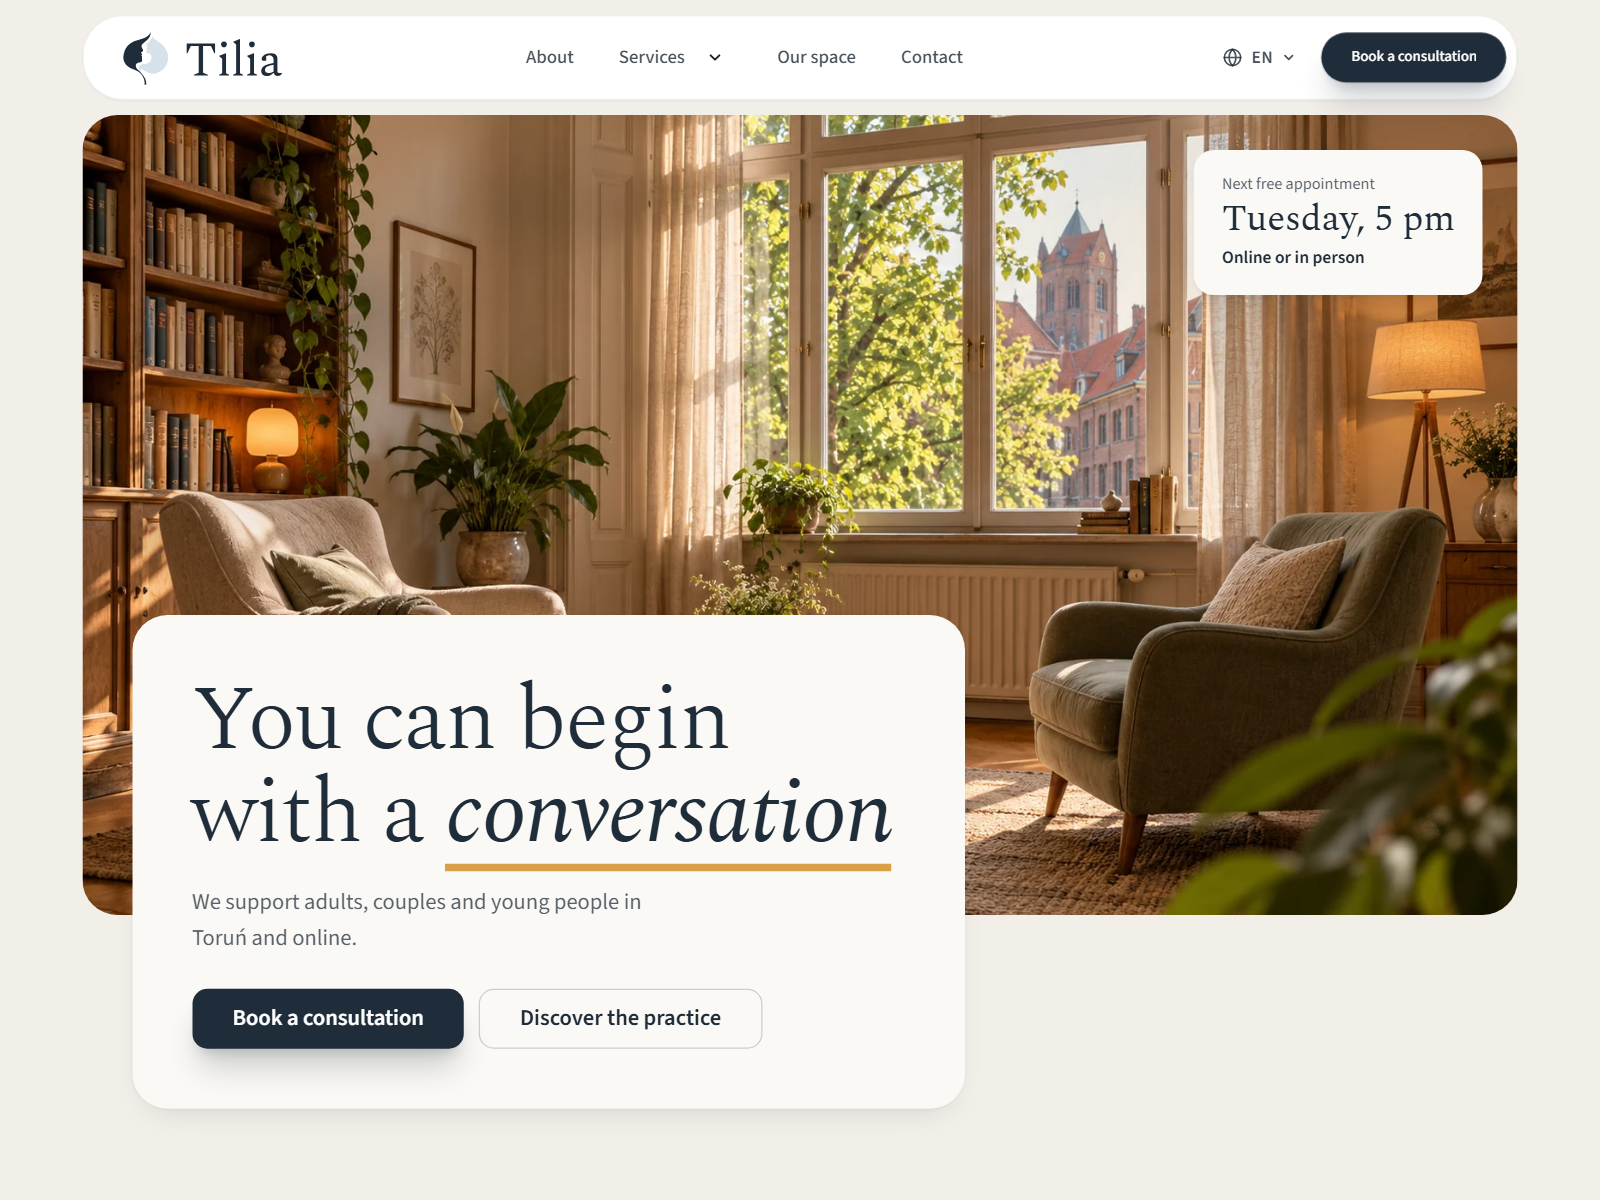 Tilia
About
Services
Our space
Contact
EN
Book a consultation
Next free appointment
Tuesday, 5 pm
Online or in person
You can begin
with a conversation
We support adults, couples and young people in
Toruń and online.
Book a consultation
Discover the practice